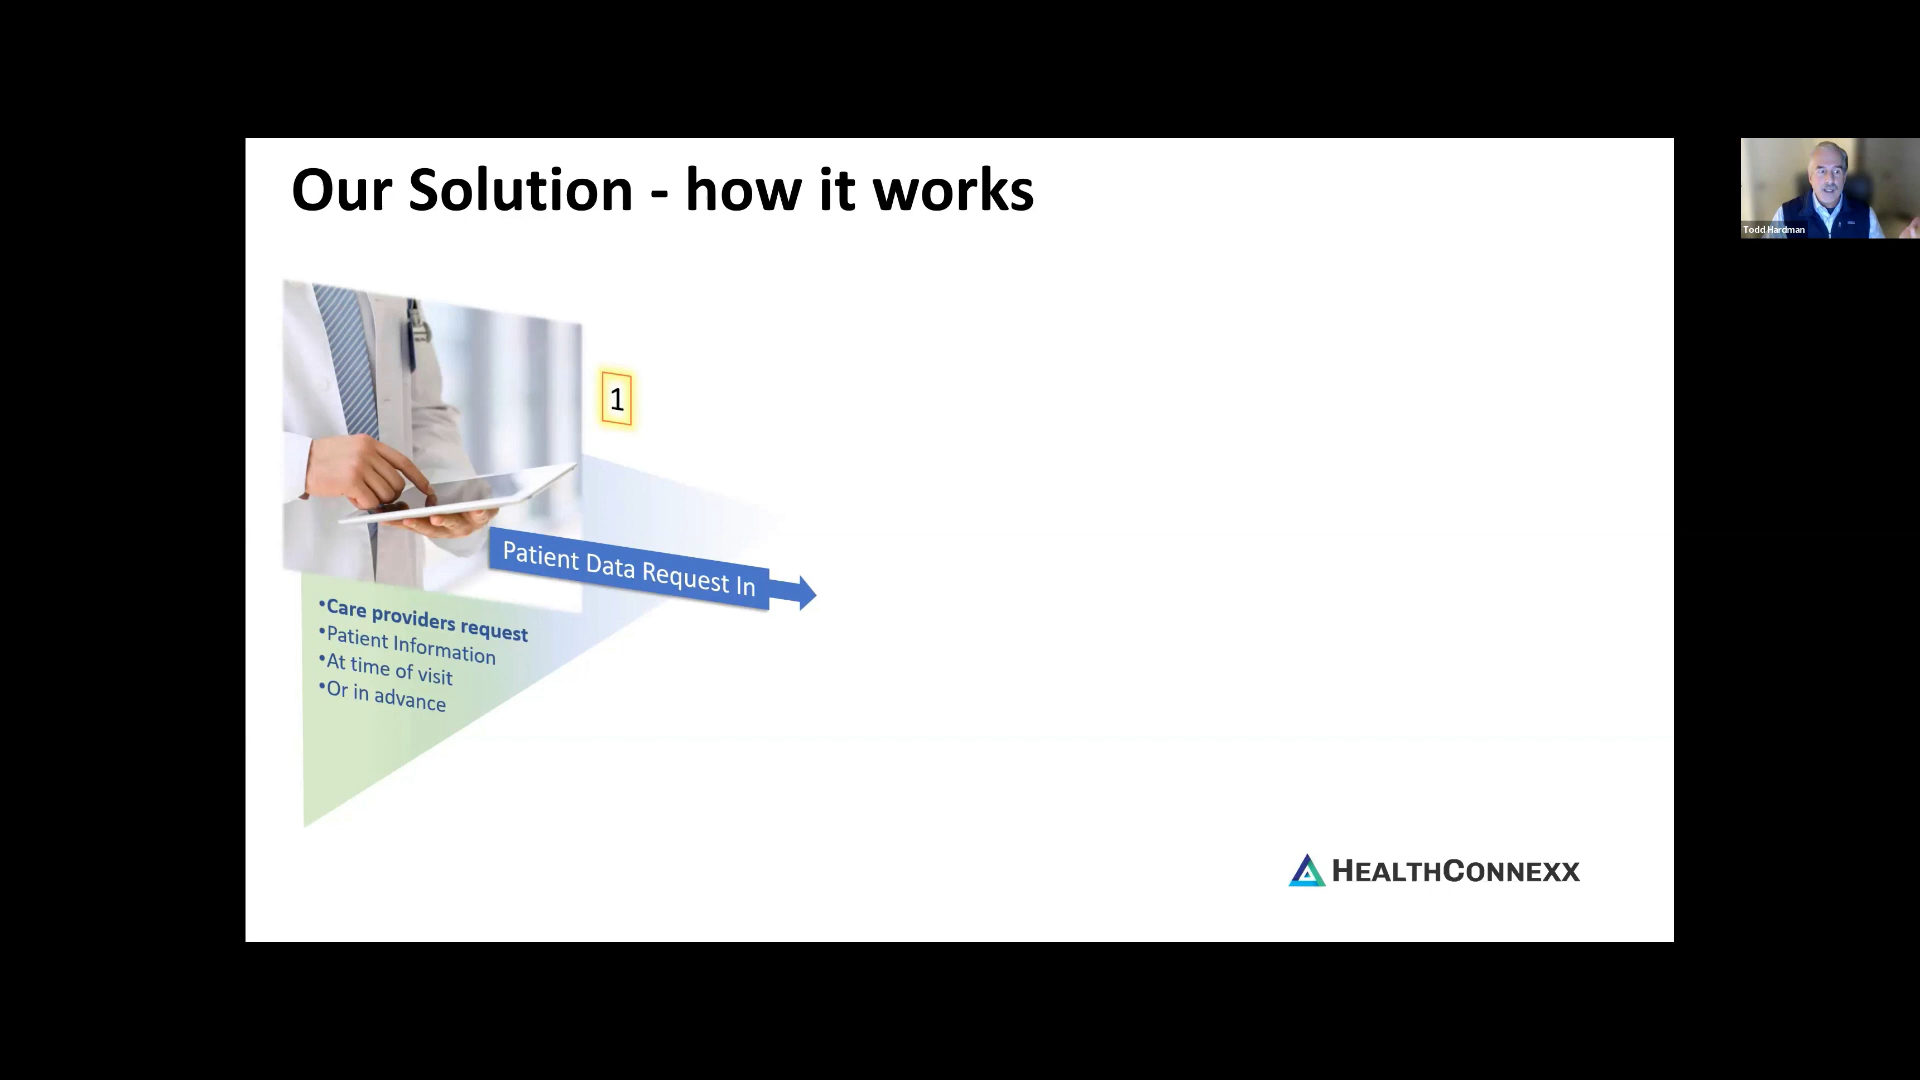 Our Solution - how it works
1
Patient Data Request In
•Care providers request
•Patient Information
•At time of visit
•Or in advance
HEALTHCONNEXX
Todd Hardman